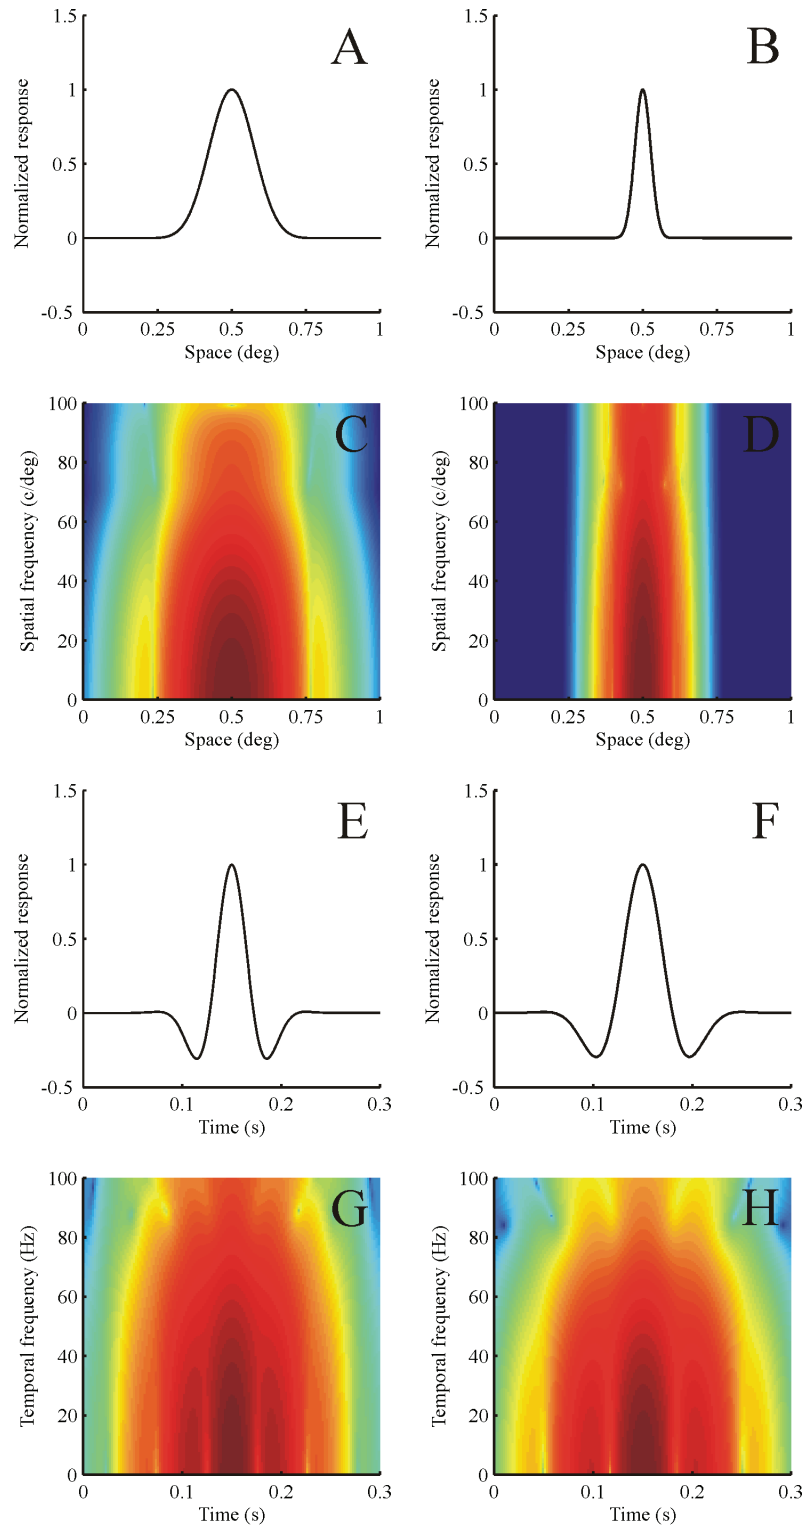 A
B
Normalized response
1.5
1
0.5
0
-0.5
0 0.25 0.5 0.75 1
Space (deg)
Normalized response
1.5
1
0.5
0
-0.5
0 0.25 0.5 0.75 1
Space (deg)
C
D
Spatial frequency (c/deg)
100
80
60
40
20
0
0 0.25 0.5 0.75 1
Space (deg)
Spatial frequency (c/deg)
100
80
60
40
20
0
0 0.25 0.5 0.75 1
Space (deg)
E
F
Normalized response
1.5
1
0.5
0
-0.5
0 0.1 0.2 0.3
Time (s)
Normalized response
1.5
1
0.5
0
-0.5
0 0.1 0.2 0.3
Time (s)
G
H
Temporal frequency (Hz)
100
80
60
40
20
0
0 0.1 0.2 0.3
Time (s)
Temporal frequency (Hz)
100
80
60
40
20
0
0 0.1 0.2 0.3
Time (s)